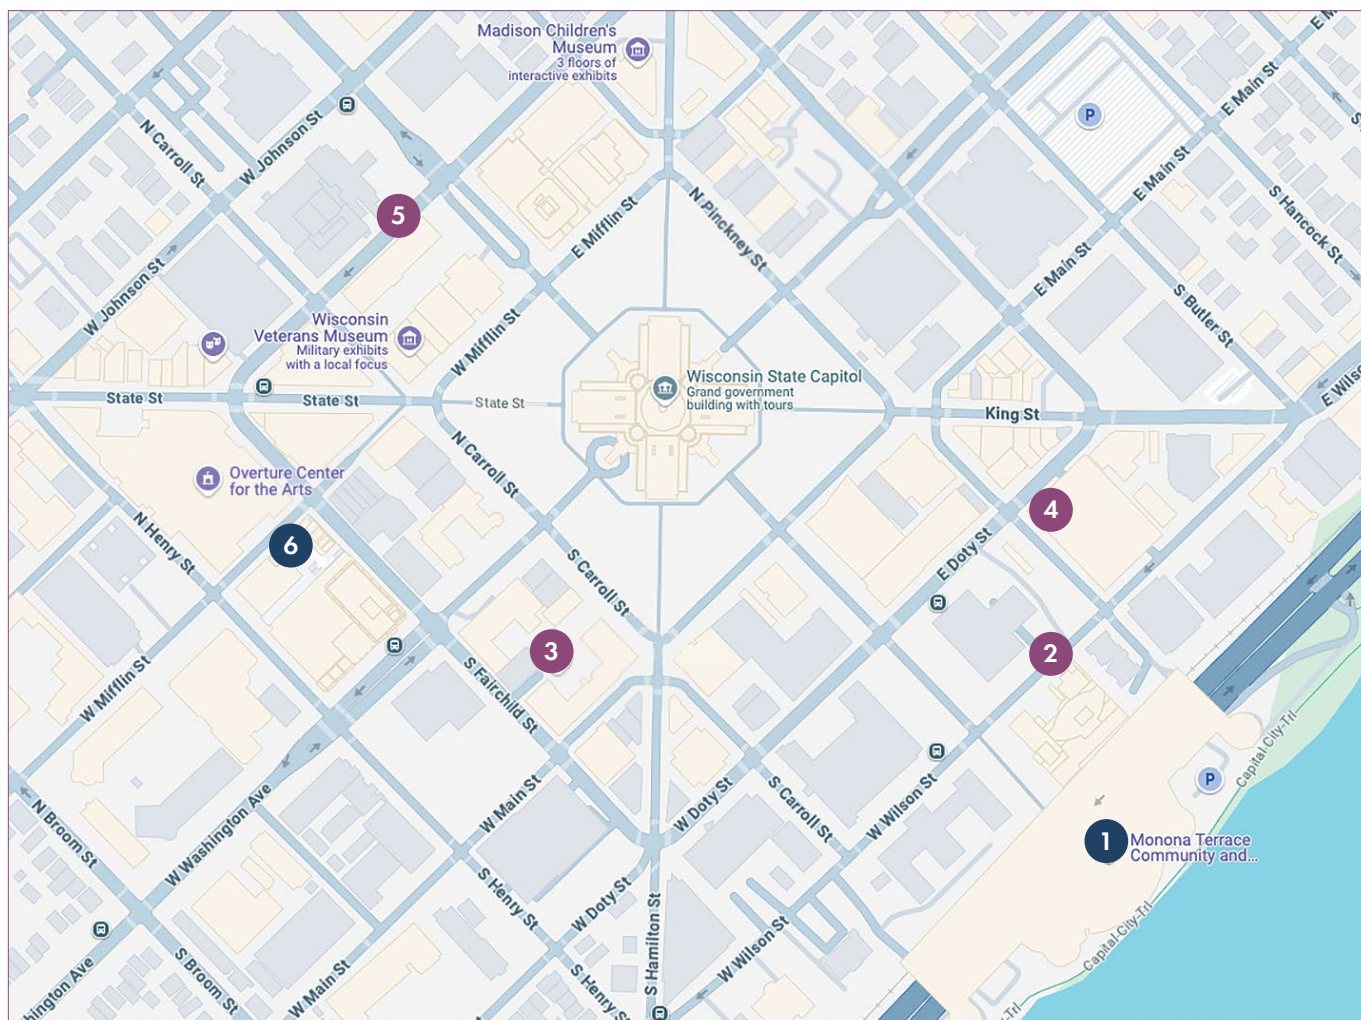 Madison Children's
Museum
3 floors of
interactive exhibits
E M
E Main St
P
N Carroll St
W Johnson St
E Main St
5
N Pinckney St
E Mifflin St
S Hancock St
E Main St
W Johnson St
S Butler St
Wisconsin
Veterans Museum
Military exhibits
with a local focus
W Mifflin St
Wisconsin State Capitol
Grand government
building with tours
E Wils
State St
State St
State St
King St
N Carroll St
Overture Center
for the Arts
4
N Henry St
6
E Doty St
S Carroll St
3
2
W Mifflin St
S Fairchild St
Capital City Trl
P
W Main St
W Doty St
S Carroll St
W Wilson St
N Broom St
W Washington Ave
1
Monona Terrace
Community and...
S Henry St
W Doty St
S Hamilton St
W Wilson St
Capital City Trl
S Broom St
W Main St
S Henry St
hington Ave
-Trl